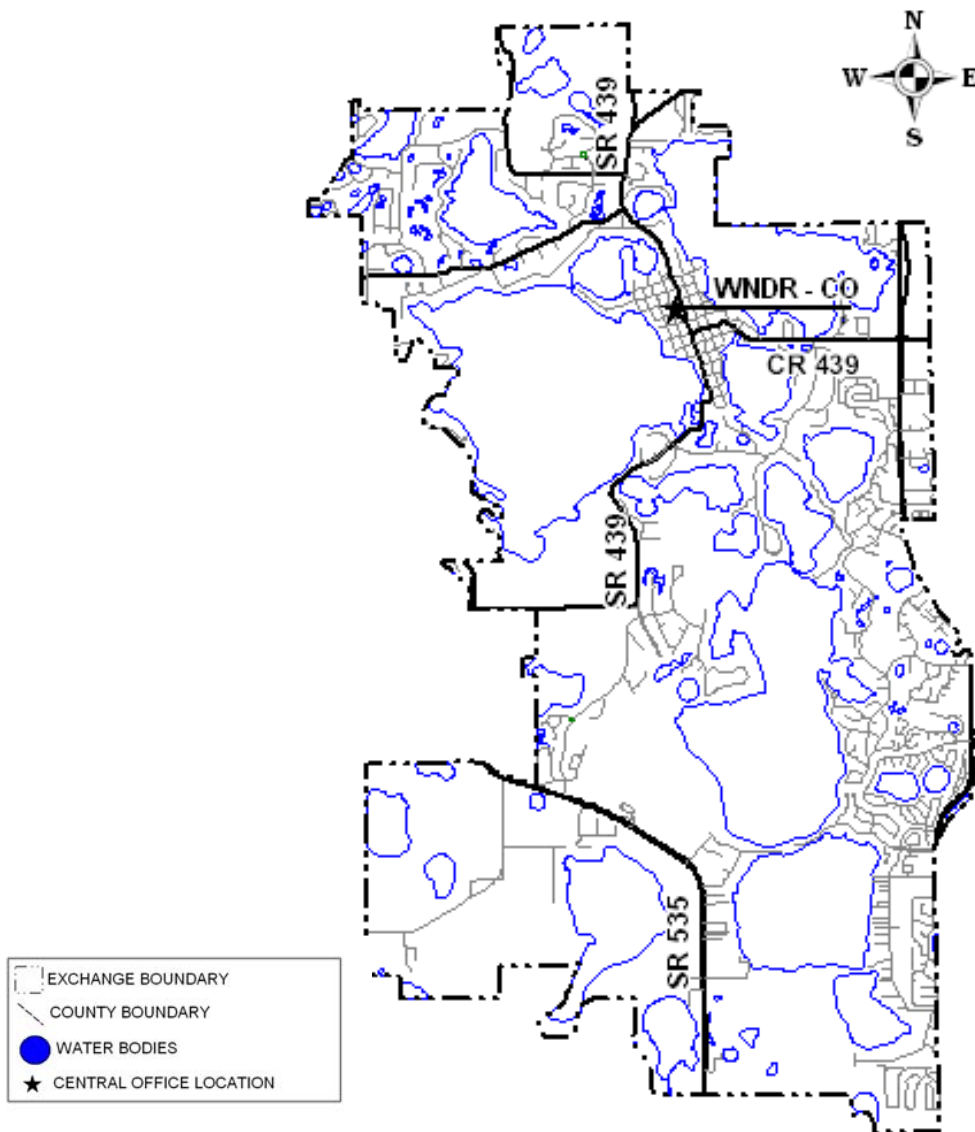 N
W E
S
SR 439
WNDR - CO
CR 439
SR 439
SR 535
EXCHANGE BOUNDARY
COUNTY BOUNDARY
WATER BODIES
CENTRAL OFFICE LOCATION